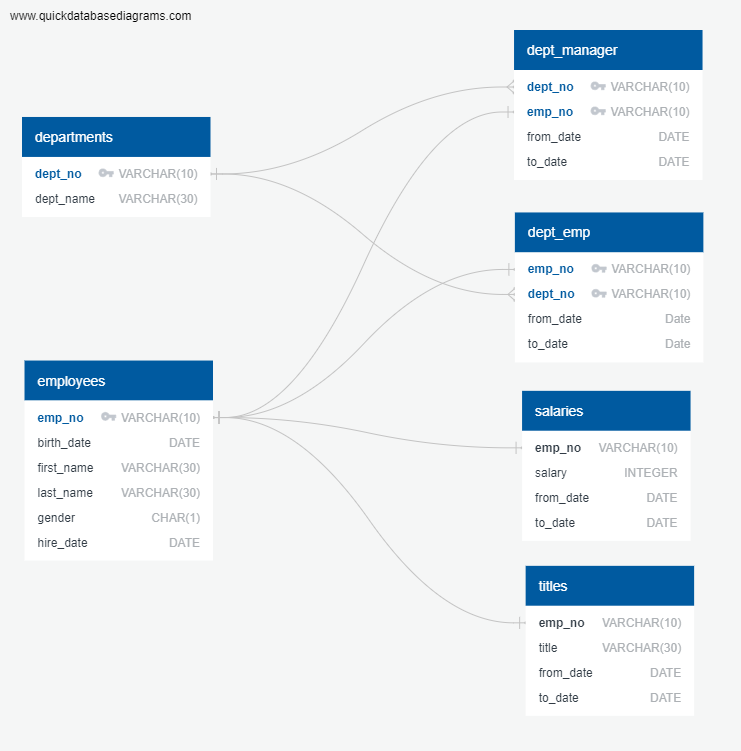 www.quickdatabasediagrams.com
departments
dept_no VARCHAR(10)
dept_name VARCHAR(30)
employees
emp_no VARCHAR(10)
birth_date DATE
first_name VARCHAR(30)
last_name VARCHAR(30)
gender CHAR(1)
hire_date DATE
dept_manager
dept_no VARCHAR(10)
emp_no VARCHAR(10)
from_date DATE
to_date DATE
dept_emp
emp_no VARCHAR(10)
dept_no VARCHAR(10)
from_date Date
to_date Date
salaries
emp_no VARCHAR(10)
salary INTEGER
from_date DATE
to_date DATE
titles
emp_no VARCHAR(10)
title VARCHAR(30)
from_date DATE
to_date DATE